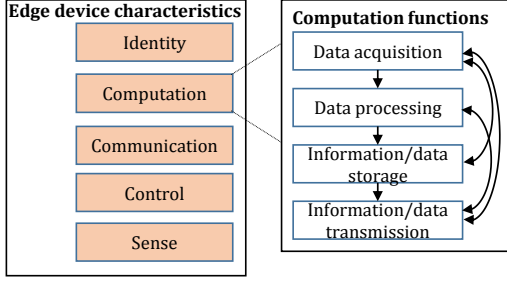 Edge device characteristics
Identity
Computation
Communication
Control
Sense
Computation functions
Data acquisition
Data processing
Information/data
storage
Information/data
transmission